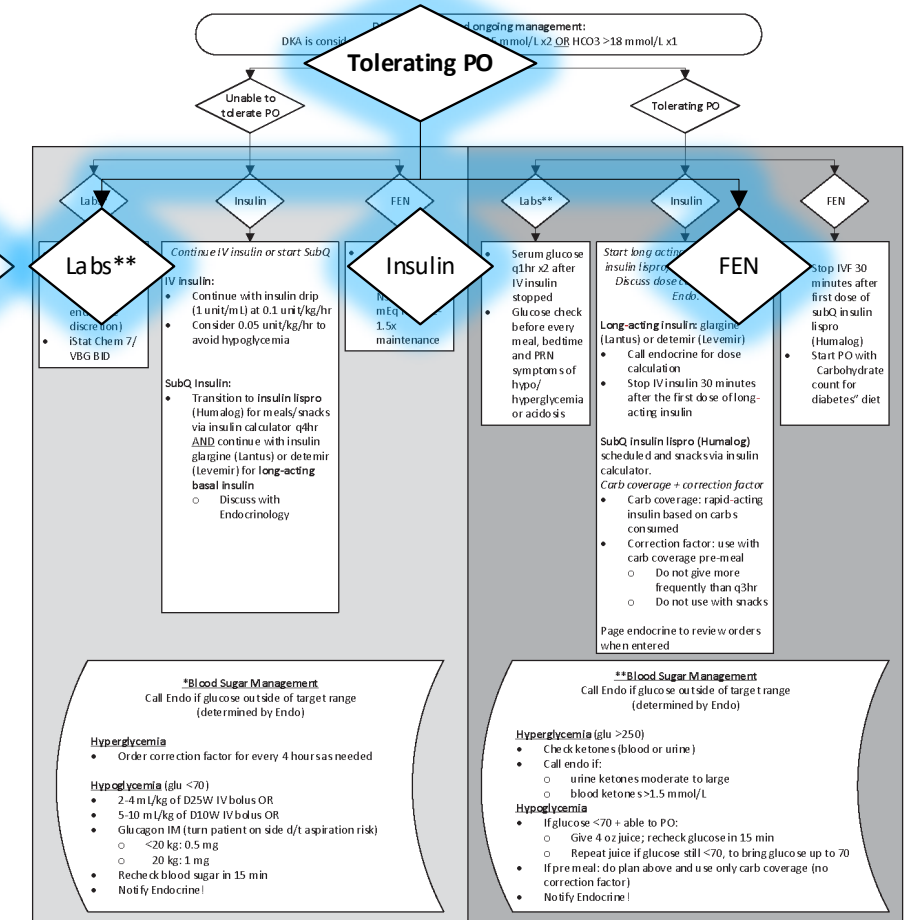 ongoing management:
DKA is consid
mmol/L x2 OR HCO3 >18 mmol/L x1
Tolerating PO
Unable to
tolerate PO
Tolerating PO
Insulin
FEN
Labs**
Insulin
FEN
Labs**
Insulin
FEN
discretion)
• iStat Chem 7/
VBG BID
Continue IV insulin or start SubQ
IV insulin:
• Continue with insulin drip
(1 unit/mL) at 0.1 unit/kg/hr
• Consider 0.05 unit/kg/hr to
avoid hypoglycemia
SubQ Insulin:
• Transition to insulin lispro
(Humalog) for meals/snacks
via insulin calculator q4hr
AND continue with insulin
glargine (Lantus) or detemir
(Levemir) for long-acting
basal insulin
○ Discuss with
Endocrinology
mEq
1.5x
maintenance
• Serum glucose
q1hr x2 after
IV insulin
stopped
• Glucose check
before every
meal, bedtime
and PRN
symptoms of
hypo/
hyperglycemia
or acidosis
Start long acting
insulin lispro
Discuss dose
Endo.
Long-acting insulin: glargine
(Lantus) or detemir (Levemir)
• Call endocrine for dose
calculation
• Stop IV insulin 30 minutes
after the first dose of long-
acting insulin
SubQ insulin lispro (Humalog)
scheduled and snacks via insulin
calculator.
Carb coverage + correction factor
• Carb coverage: rapid-acting
insulin based on carbs
consumed
• Correction factor: use with
carb coverage pre-meal
○ Do not give more
frequently than q3hr
○ Do not use with snacks
Page endocrine to review orders
when entered
Stop IVF 30
minutes after
first dose of
subQ insulin
lispro
(Humalog)
• Start PO with
Carbohydrate
count for
diabetes” diet
*Blood Sugar Management
Call Endo if glucose outside of target range
(determined by Endo)
Hyperglycemia
• Order correction factor for every 4 hours as needed
Hypoglycemia (glu <70)
• 2-4 mL/kg of D25W IV bolus OR
• 5-10 mL/kg of D10W IV bolus OR
• Glucagon IM (turn patient on side d/t aspiration risk)
○ <20 kg: 0.5 mg
○ 20 kg: 1 mg
• Recheck blood sugar in 15 min
• Notify Endocrine!
**Blood Sugar Management
Call Endo if glucose outside of target range
(determined by Endo)
Hyperglycemia (glu >250)
• Check ketones (blood or urine)
• Call endo if:
○ urine ketones moderate to large
○ blood ketones >1.5 mmol/L
Hypoglycemia
• If glucose <70 + able to PO:
○ Give 4 oz juice; recheck glucose in 15 min
○ Repeat juice if glucose still <70, to bring glucose up to 70
• If pre meal: do plan above and use only carb coverage (no
correction factor)
• Notify Endocrine!